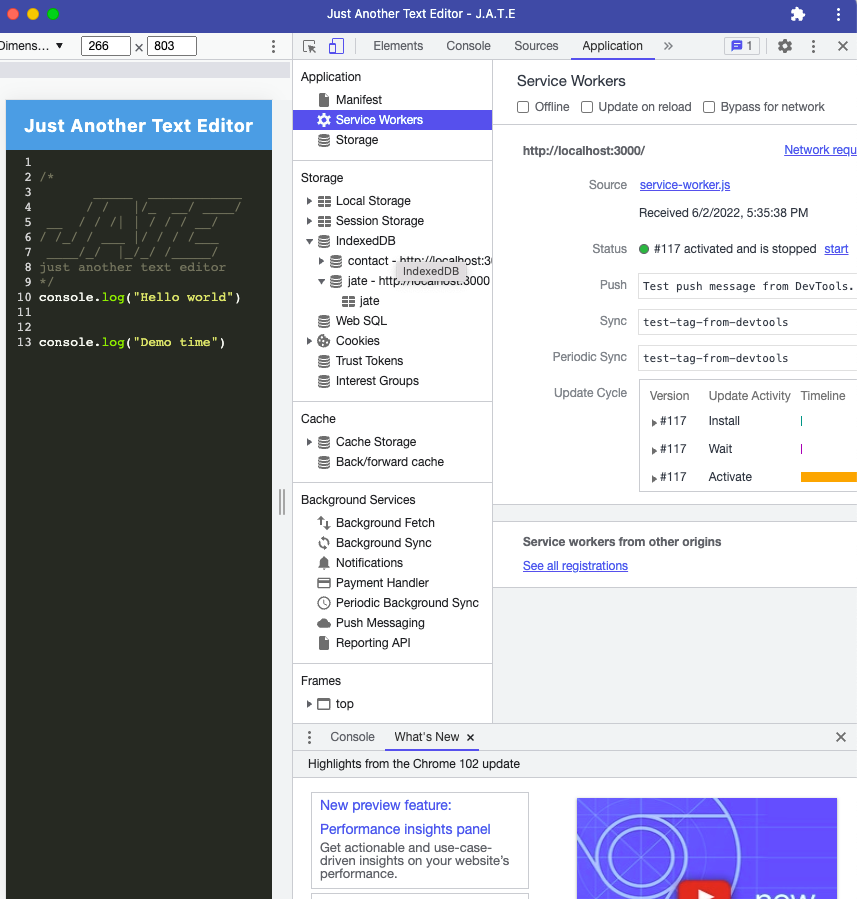 Just Another Text Editor - J.A.T.E
Dimens... ▼ 266 × 803
Elements Console Sources Application » 1
Just Another Text Editor
1
2 /*
3 _____ ____________
4 / / |/_ __/ ____/
5 __ / / /| | / / / __/
6 / /_/ / ___ |/ / / /___
7 ____/_/ |_/_/ /_____/
8 just another text editor
9 */
10 console.log("Hello world")
11
12
13 console.log("Demo time")
Application
Manifest
Service Workers
Storage
Storage
Local Storage
Session Storage
IndexedDB
contact - http://localhost:30
IndexedDB
jate - http://localhost:3000
jate
Web SQL
Cookies
Trust Tokens
Interest Groups
Cache
Cache Storage
Back/forward cache
Background Services
Background Fetch
Background Sync
Notifications
Payment Handler
Periodic Background Sync
Push Messaging
Reporting API
Frames
top
Service Workers
Offline Update on reload Bypass for network
http://localhost:3000/ Network requ
Source service-worker.js
Received 6/2/2022, 5:35:38 PM
Status #117 activated and is stopped start
Push Test push message from DevTools.
Sync test-tag-from-devtools
Periodic Sync test-tag-from-devtools
Update Cycle Version Update Activity Timeline
#117 Install
#117 Wait
#117 Activate
Service workers from other origins
See all registrations
Console What's New ×
Highlights from the Chrome 102 update
New preview feature:
Performance insights panel
Get actionable and use-case-
driven insights on your website's
performance.
now